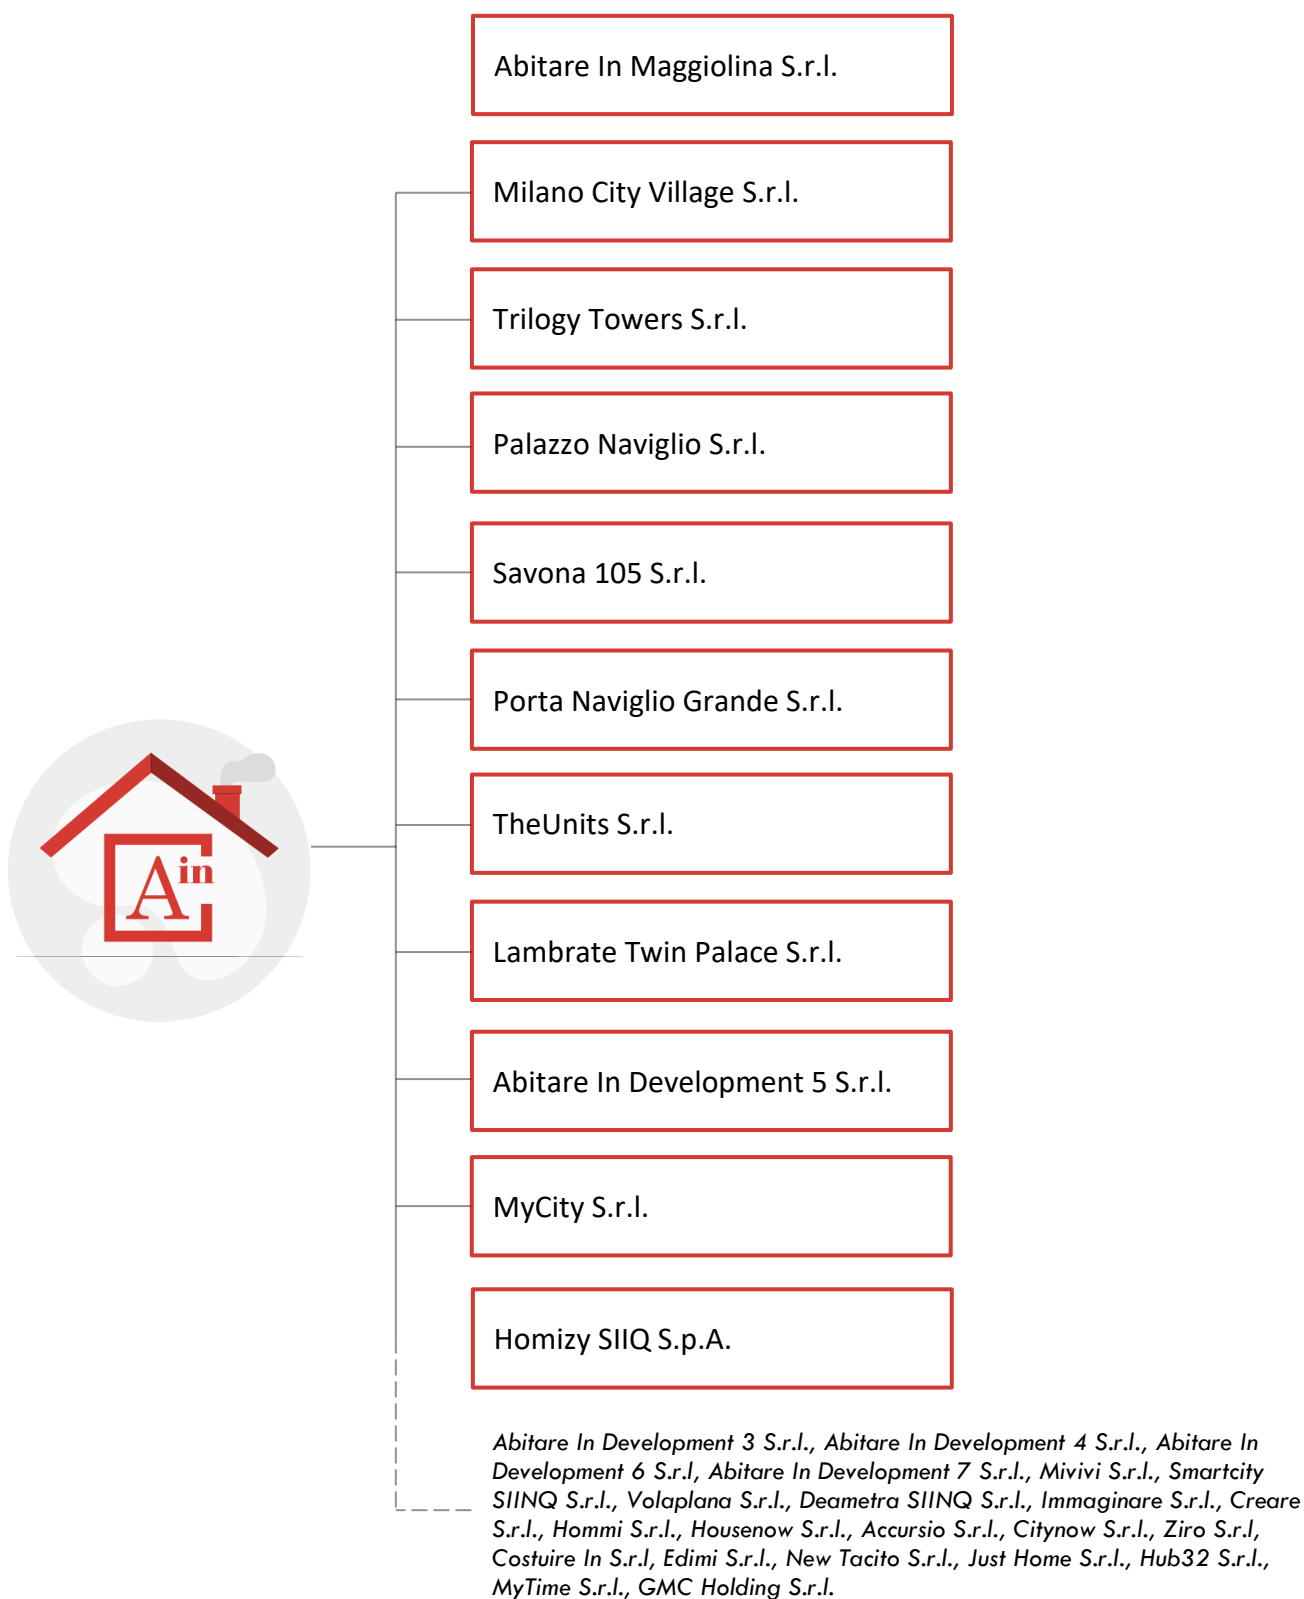 Abitare In Maggiolina S.r.l.
Milano City Village S.r.l.
Trilogy Towers S.r.l.
Palazzo Naviglio S.r.l.
Savona 105 S.r.l.
Porta Naviglio Grande S.r.l.
TheUnits S.r.l.
Ain
Lambrate Twin Palace S.r.l.
Abitare In Development 5 S.r.l.
MyCity S.r.l.
Homizy SIIQ S.p.A.
Abitare In Development 3 S.r.l., Abitare In Development 4 S.r.l., Abitare In
Development 6 S.r.l, Abitare In Development 7 S.r.l., Mivivi S.r.l., Smartcity
SIINQ S.r.l., Volaplana S.r.l., Deametra SIINQ S.r.l., Immaginare S.r.l., Creare
S.r.l., Hommi S.r.l., Housenow S.r.l., Accursio S.r.l., Citynow S.r.l., Ziro S.r.l,
Costuire In S.r.l, Edimi S.r.l., New Tacito S.r.l., Just Home S.r.l., Hub32 S.r.l.,
MyTime S.r.l., GMC Holding S.r.l.